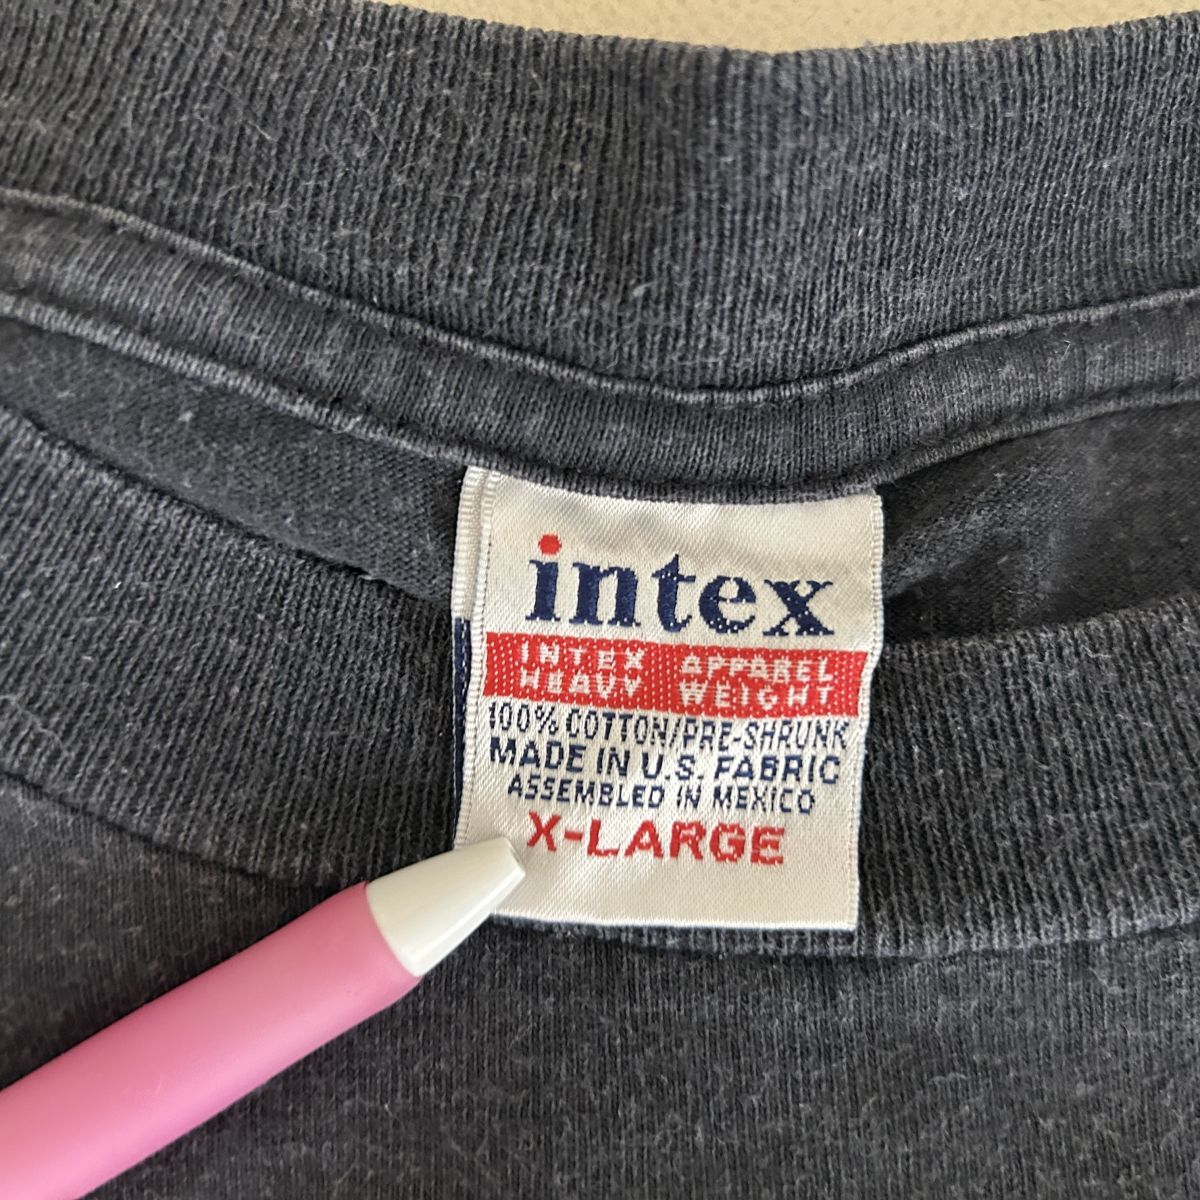 intex
INTEX APPAREL
HEAVY WEIGHT
100% COTTON/PRE-SHRUNK
MADE IN U.S. FABRIC
ASSEMBLED IN MEXICO
X-LARGE